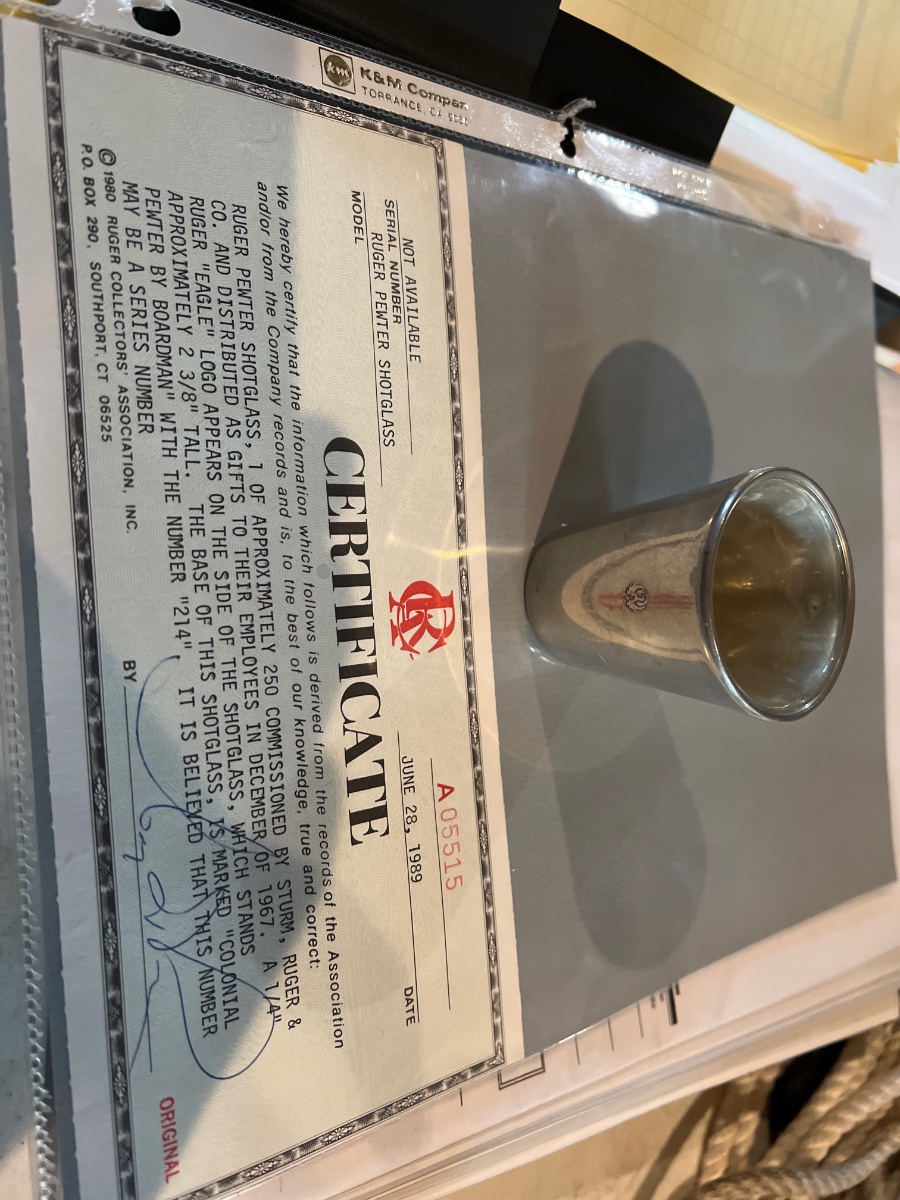 K&M Company
TORRANCE, CA
A05515
NOT AVAILABLE
SERIAL NUMBER
RUGER PEWTER SHOTGLASS
MODEL
JUNE 28, 1989
DATE
CERTIFICATE
We hereby certify that the information which follows is derived from the records of the Association
and/or from the Company records and is, to the best of our knowledge, true and correct:
RUGER PEWTER SHOTGLASS, 1 OF APPROXIMATELY 250 COMMISSIONED BY STURM, RUGER &
CO. AND DISTRIBUTED AS GIFTS TO THEIR EMPLOYEES IN DECEMBER OF 1967. A 1/4"
RUGER "EAGLE" LOGO APPEARS ON THE SIDE OF THE SHOTGLASS, WHICH STANDS
APPROXIMATELY 2 3/8" TALL. THE BASE OF THIS SHOTGLASS, IS MARKED "COLONIAL
PEWTER BY BOARDMAN" WITH THE NUMBER "214", IT IS BELIEVED THAT THIS NUMBER
MAY BE A SERIES NUMBER
BY
©1980 RUGER COLLECTORS' ASSOCIATION, INC.
P.O. BOX 290, SOUTHPORT, CT 06525
ORIGINAL